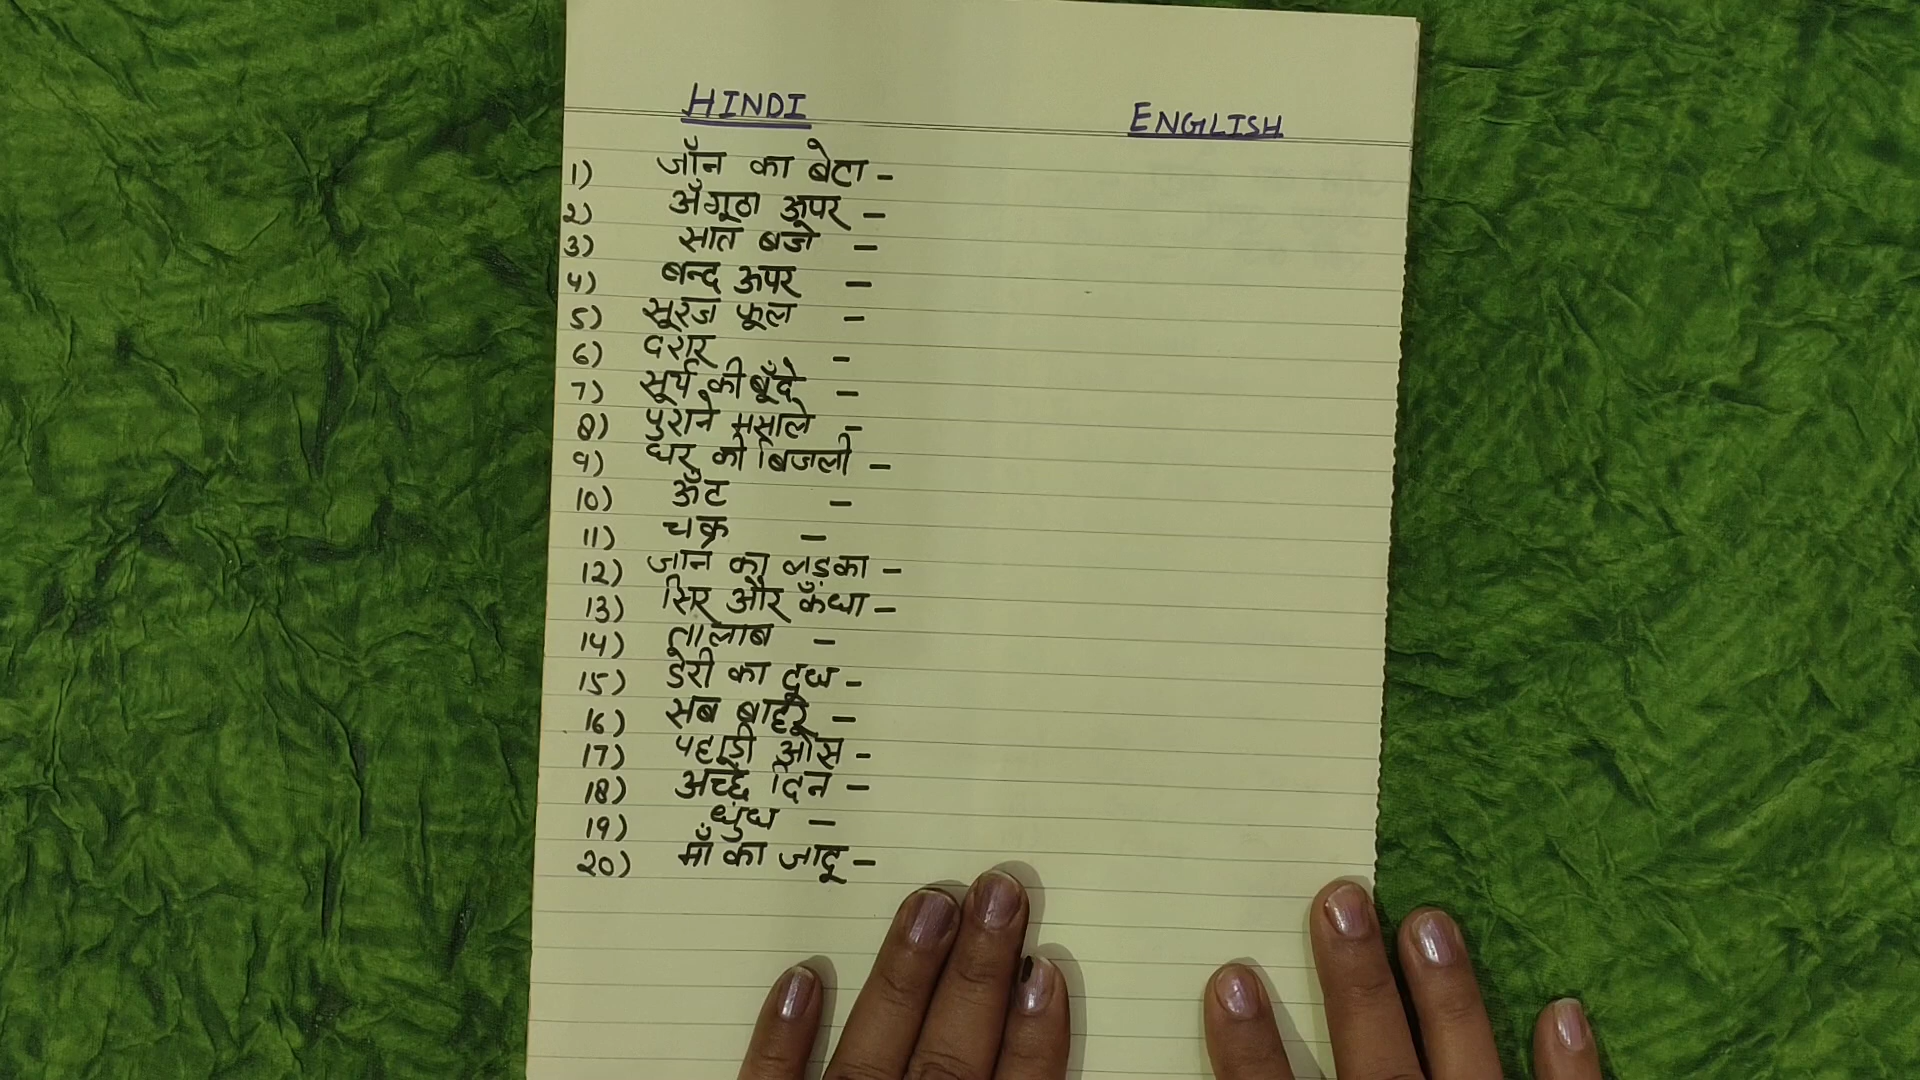 HINDI ENGLISH
1) जॉन का बेटा -
2) अँगूठा ऊपर -
3) सात बजे -
4) बन्द ऊपर -
5) सूरज फूल -
6) दरार -
7) सूर्य की बूँदे -
8) पुराने मसाले -
9) घर की बिजली -
10) ऊँट -
11) चक्र -
12) जॉन का लड़का -
13) सिर और कँधा -
14) तालाब -
15) डेरी का दूध -
16) सब बाहर -
17) पहाड़ी ओस -
18) अच्छे दिन -
19) धुंध -
20) माँ का जादू -